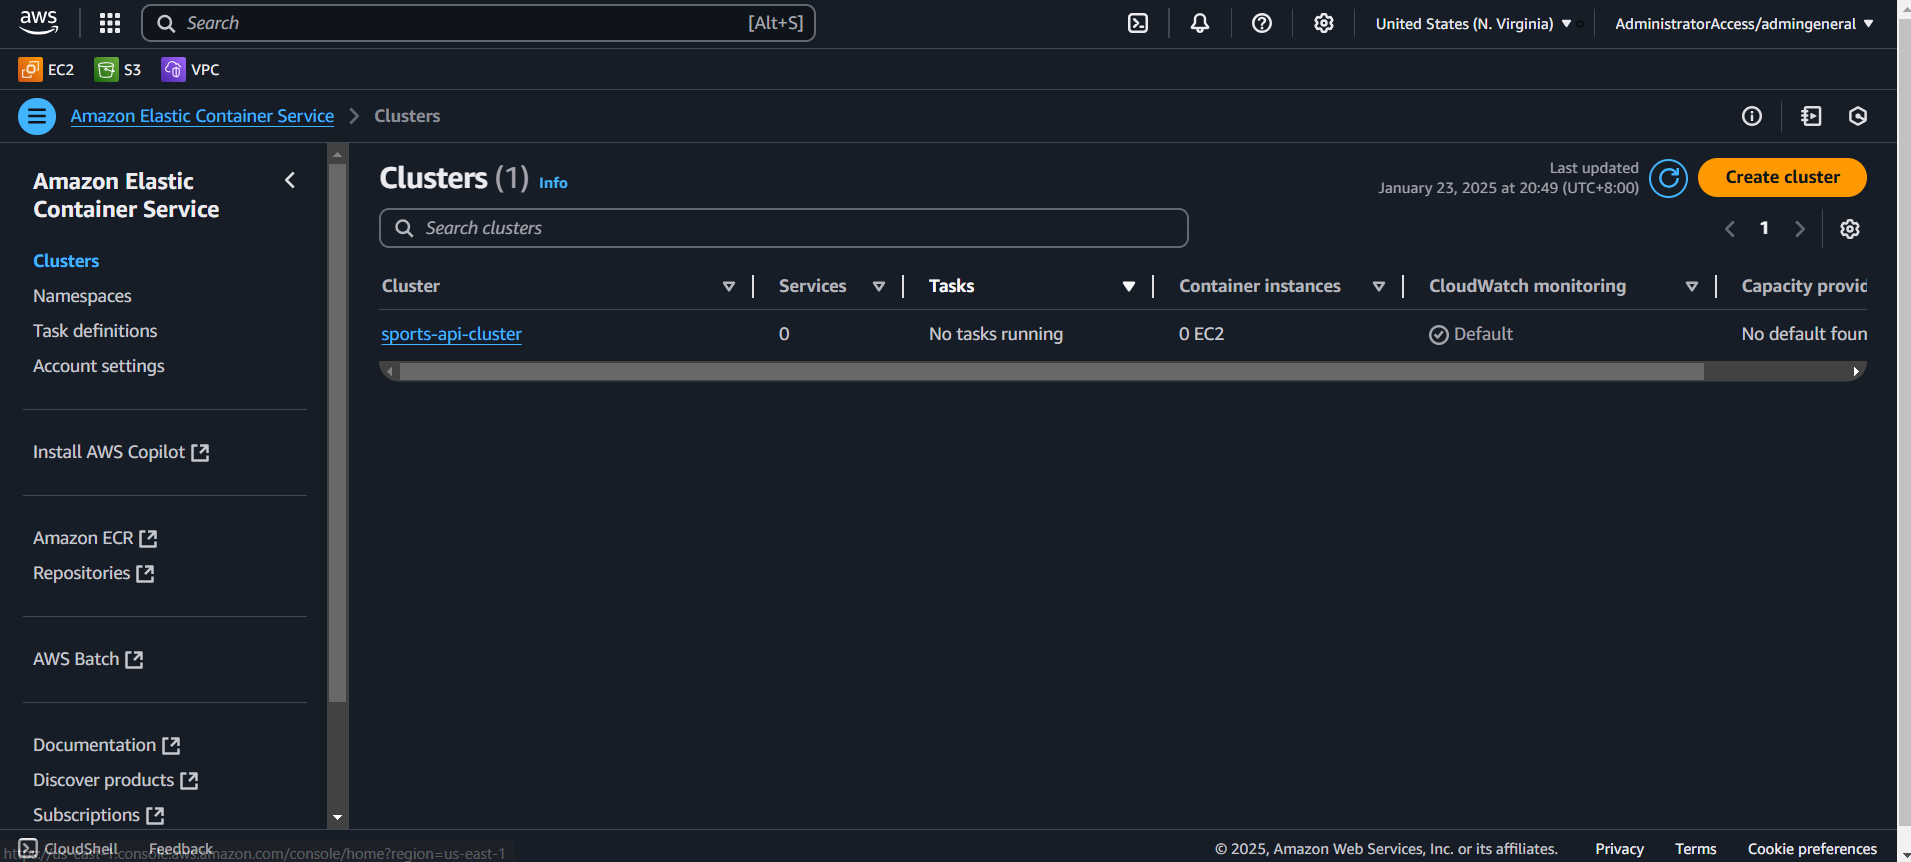 aws
Search [Alt+S]
United States (N. Virginia)
AdministratorAccess/admingeneral
EC2 S3 VPC
Amazon Elastic Container Service > Clusters
Amazon Elastic
Container Service
Clusters
Namespaces
Task definitions
Account settings
Install AWS Copilot
Amazon ECR
Repositories
AWS Batch
Documentation
Discover products
Subscriptions
Clusters (1) Info
Last updated
January 23, 2025 at 20:49 (UTC+8:00)
Create cluster
Search clusters
1
Cluster Services Tasks Container instances CloudWatch monitoring Capacity provid
sports-api-cluster 0 No tasks running 0 EC2 Default No default foun
CloudShell Feedback
https://us-east-1.console.aws.amazon.com/console/home?region=us-east-1
© 2025, Amazon Web Services, Inc. or its affiliates. Privacy Terms Cookie preferences